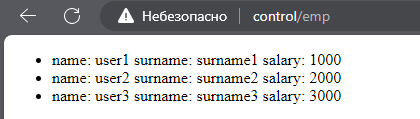 Небезопасно control/emp
name: user1 surname: surname1 salary: 1000
name: user2 surname: surname2 salary: 2000
name: user3 surname: surname3 salary: 3000